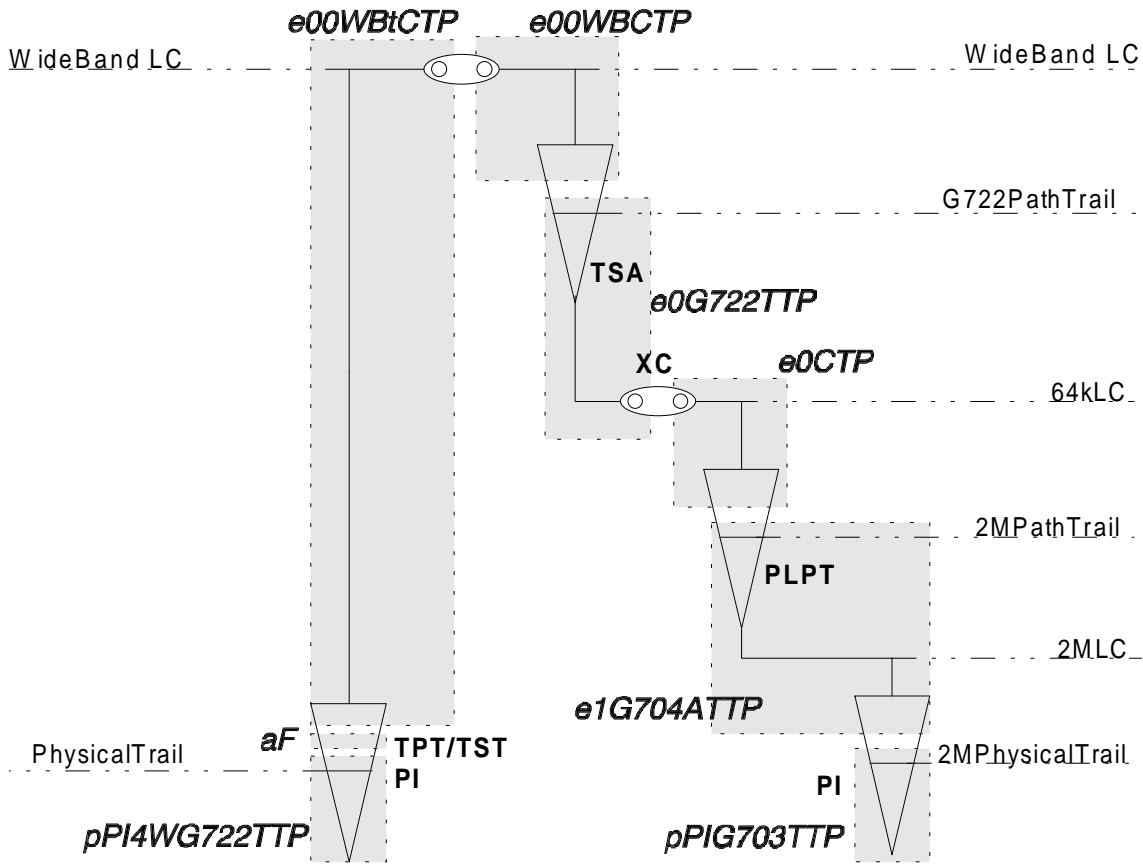 e00WBtCTP
e00WBCTP
WideBand LC
WideBand LC
G722PathTrail
TSA
e0G722TTP
XC
e0CTP
64kLC
2MPathTrail
PLPT
2MLC
e1G704ATTP
aF
TPT/TST
PhysicalTrail
PI
2MPhysicalTrail
PI
pPI4WG722TTP
pPIG703TTP